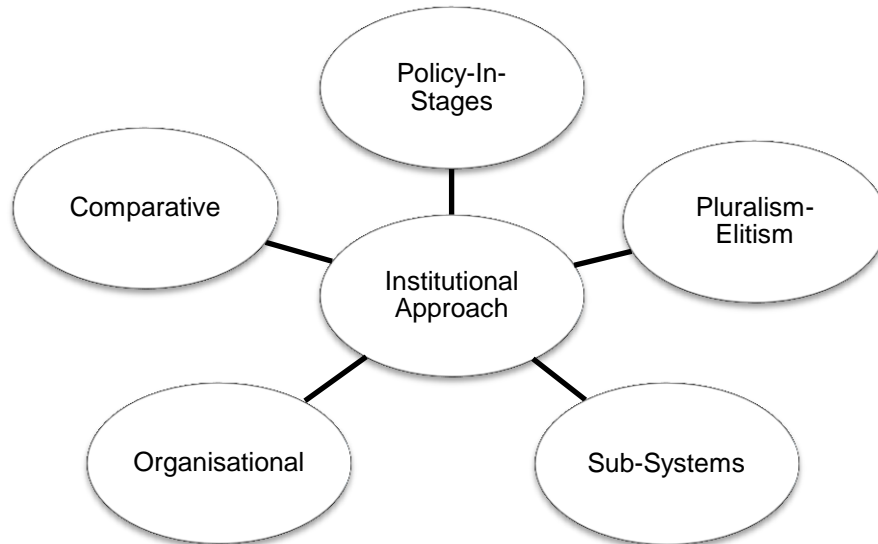 Policy-In-
Stages
Comparative
Pluralism-
Elitism
Institutional
Approach
Organisational
Sub-Systems